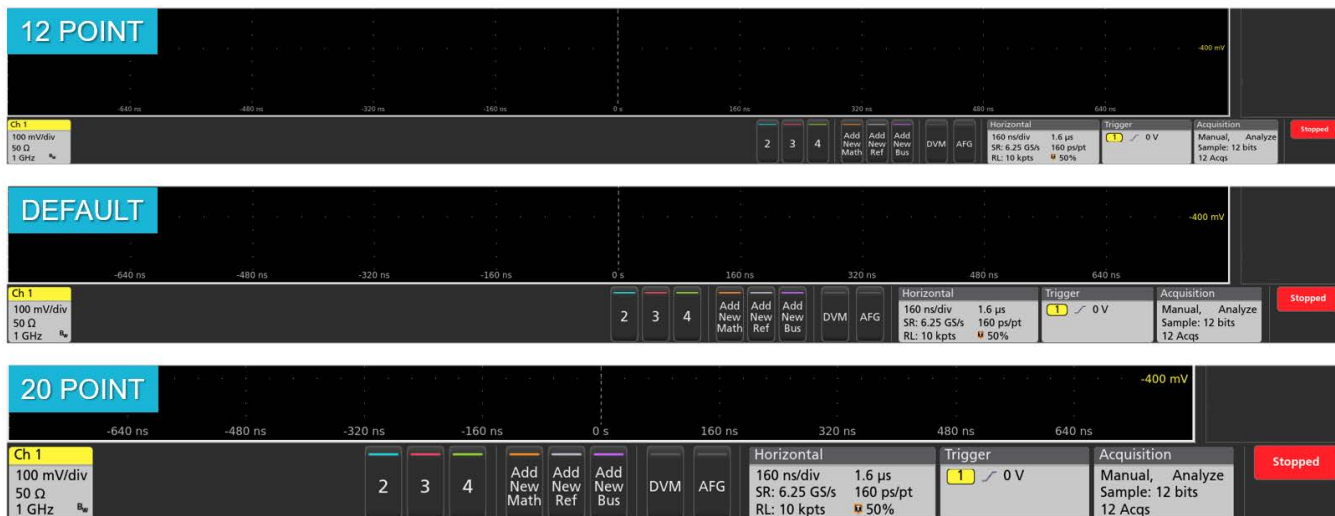 12 POINT
-400 mV
-640 ns -480 ns -320 ns -160 ns 0 s 160 ns 320 ns 480 ns 640 ns
Ch 1
100 mV/div
50 Ω
1 GHz Bw
2 3 4
Add New Math
Add New Ref
Add New Bus
DVM AFG
Horizontal
160 ns/div 1.6 µs
SR: 6.25 GS/s 160 ps/pt
RL: 10 kpts 50%
Trigger
1 0 V
Acquisition
Manual, Analyze
Sample: 12 bits
12 Acqs
Stopped
DEFAULT
-400 mV
-640 ns -480 ns -320 ns -160 ns 0 s 160 ns 320 ns 480 ns 640 ns
Ch 1
100 mV/div
50 Ω
1 GHz Bw
2 3 4
Add New Math
Add New Ref
Add New Bus
DVM AFG
Horizontal
160 ns/div 1.6 µs
SR: 6.25 GS/s 160 ps/pt
RL: 10 kpts 50%
Trigger
1 0 V
Acquisition
Manual, Analyze
Sample: 12 bits
12 Acqs
Stopped
20 POINT
-400 mV
-640 ns -480 ns -320 ns -160 ns 0 s 160 ns 320 ns 480 ns 640 ns
Ch 1
100 mV/div
50 Ω
1 GHz Bw
2 3 4
Add New Math
Add New Ref
Add New Bus
DVM AFG
Horizontal
160 ns/div 1.6 µs
SR: 6.25 GS/s 160 ps/pt
RL: 10 kpts 50%
Trigger
1 0 V
Acquisition
Manual, Analyze
Sample: 12 bits
12 Acqs
Stopped